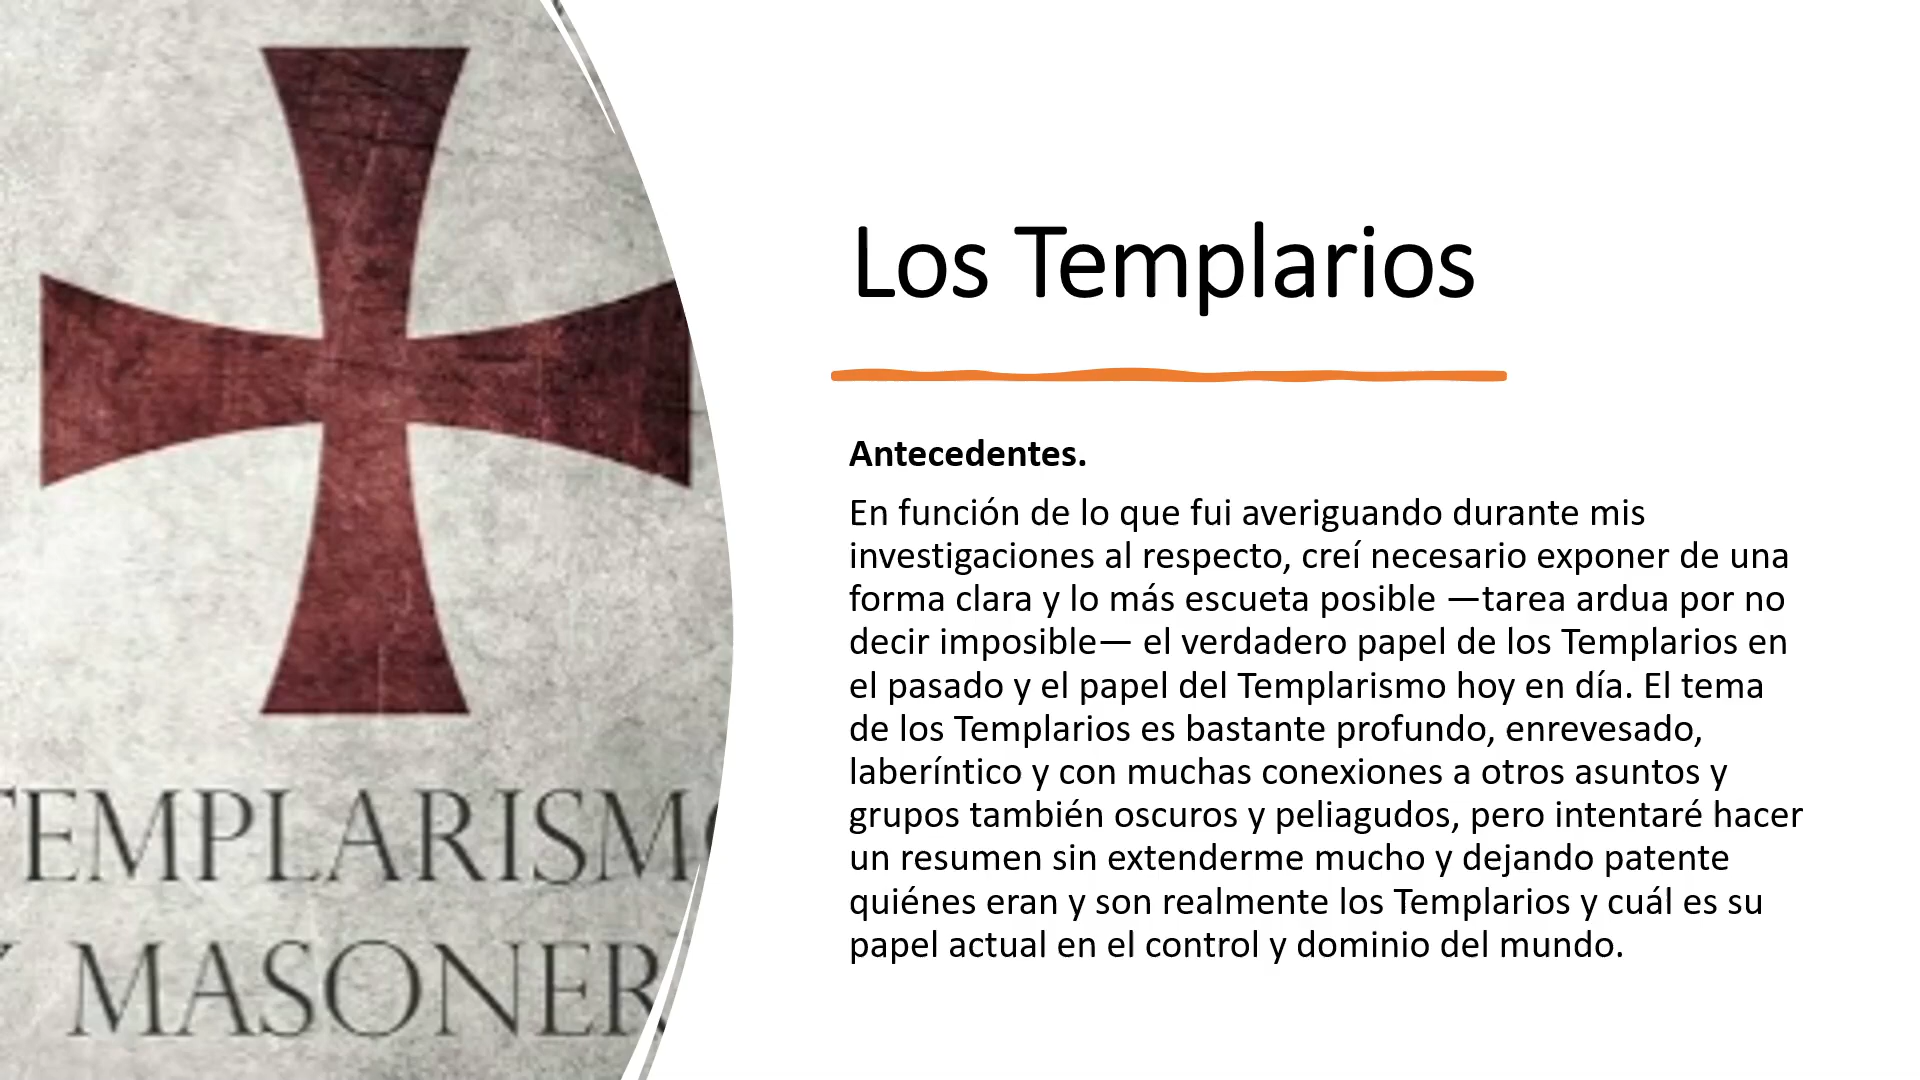 Los Templarios
Antecedentes.
En función de lo que fui averiguando durante mis
investigaciones al respecto, creí necesario exponer de una
forma clara y lo más escueta posible —tarea ardua por no
decir imposible— el verdadero papel de los Templarios en
el pasado y el papel del Templarismo hoy en día. El tema
de los Templarios es bastante profundo, enrevesado,
laberíntico y con muchas conexiones a otros asuntos y
grupos también oscuros y peliagudos, pero intentaré hacer
un resumen sin extenderme mucho y dejando patente
quiénes eran y son realmente los Templarios y cuál es su
papel actual en el control y dominio del mundo.
TEMPLARISMO
Y MASONER